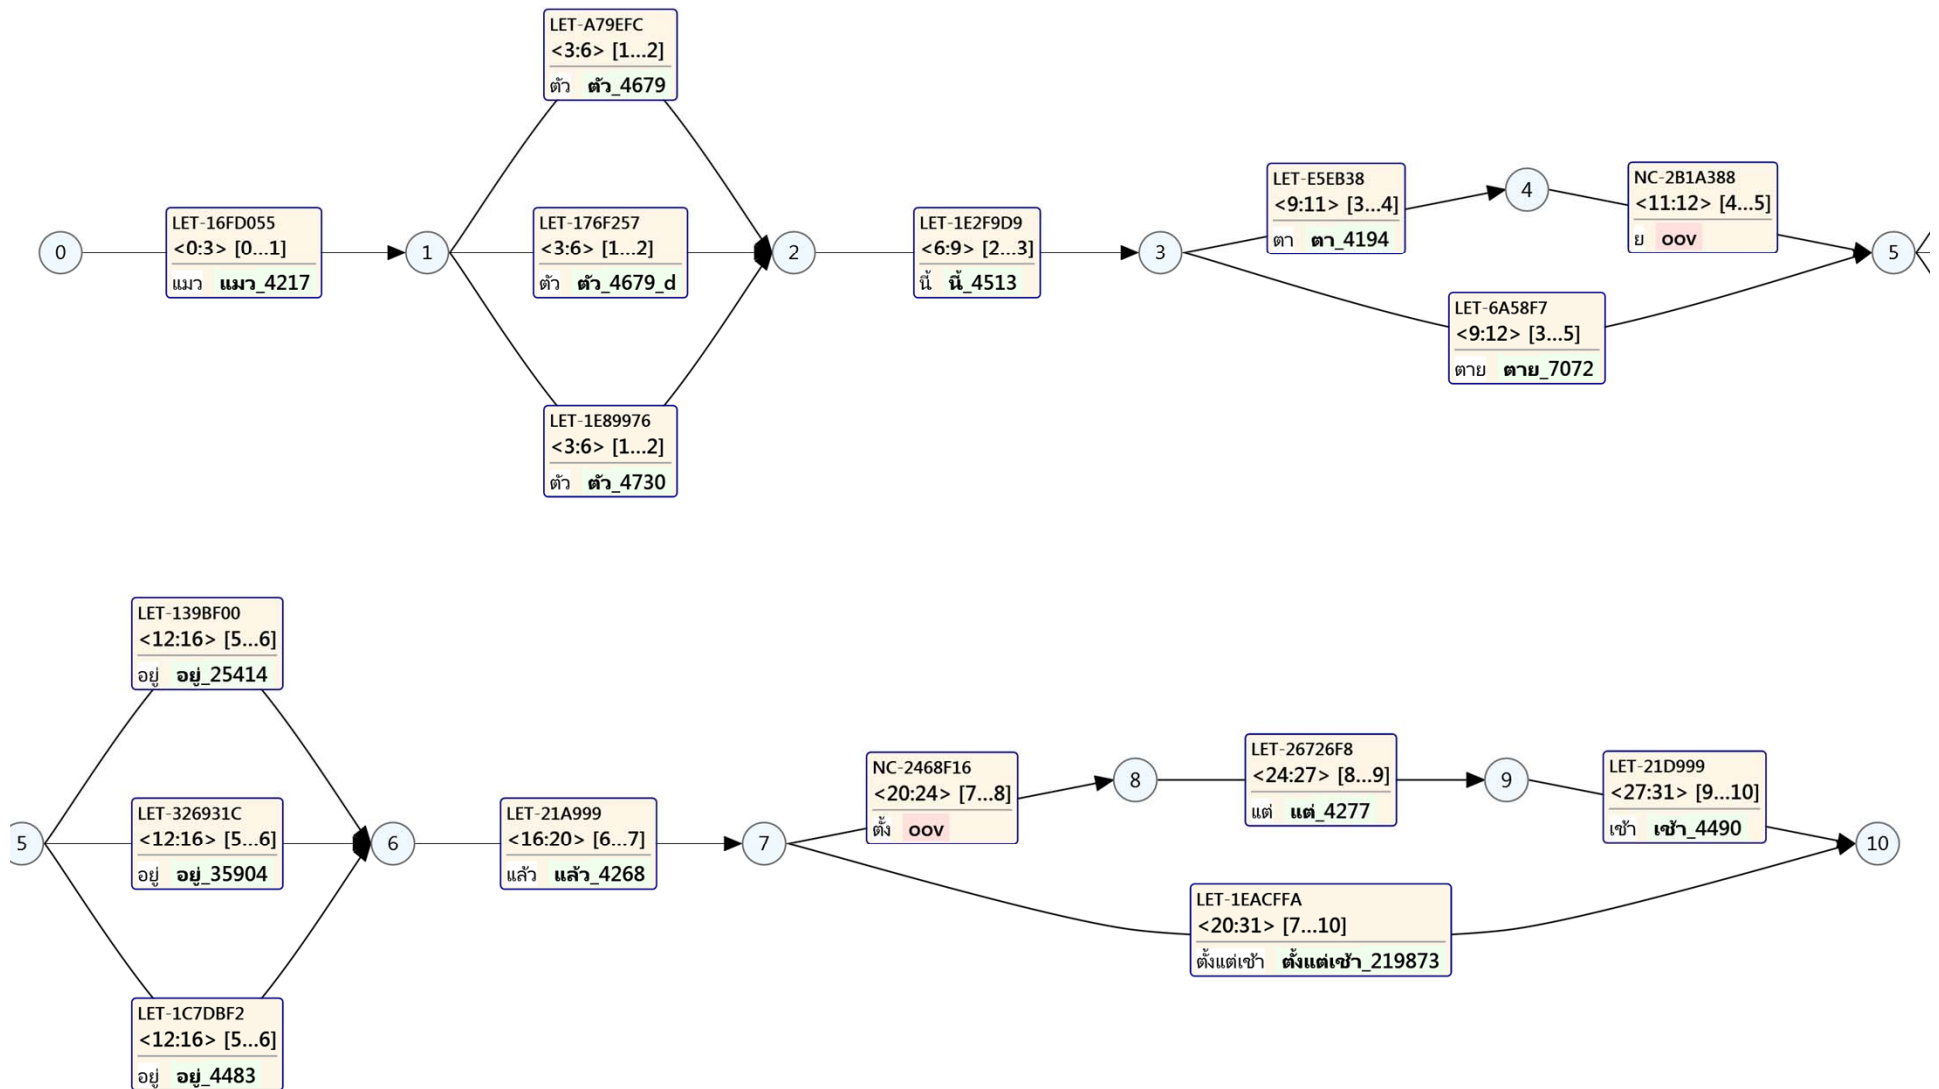 LET-A79EFC
<3:6> [1...2]
ตัว ตัว_4679
LET-16FD055
<0:3> [0...1]
แมว แมว_4217
LET-176F257
<3:6> [1...2]
ตัว ตัว_4679_d
LET-1E89976
<3:6> [1...2]
ตัว ตัว_4730
LET-1E2F9D9
<6:9> [2...3]
นี้ นี้_4513
LET-E5EB38
<9:11> [3...4]
ตา ตา_4194
NC-2B1A388
<11:12> [4...5]
ย oov
LET-6A58F7
<9:12> [3...5]
ตาย ตาย_7072
0
1
2
3
4
5
LET-139BF00
<12:16> [5...6]
อยู่ อยู่_25414
LET-326931C
<12:16> [5...6]
อยู่ อยู่_35904
LET-1C7DBF2
<12:16> [5...6]
อยู่ อยู่_4483
LET-21A999
<16:20> [6...7]
แล้ว แล้ว_4268
NC-2468F16
<20:24> [7...8]
ตั้ง oov
LET-26726F8
<24:27> [8...9]
แต่ แต่_4277
LET-21D999
<27:31> [9...10]
เช้า เช้า_4490
LET-1EACFFA
<20:31> [7...10]
ตั้งแต่เช้า ตั้งแต่เช้า_219873
5
6
7
8
9
10